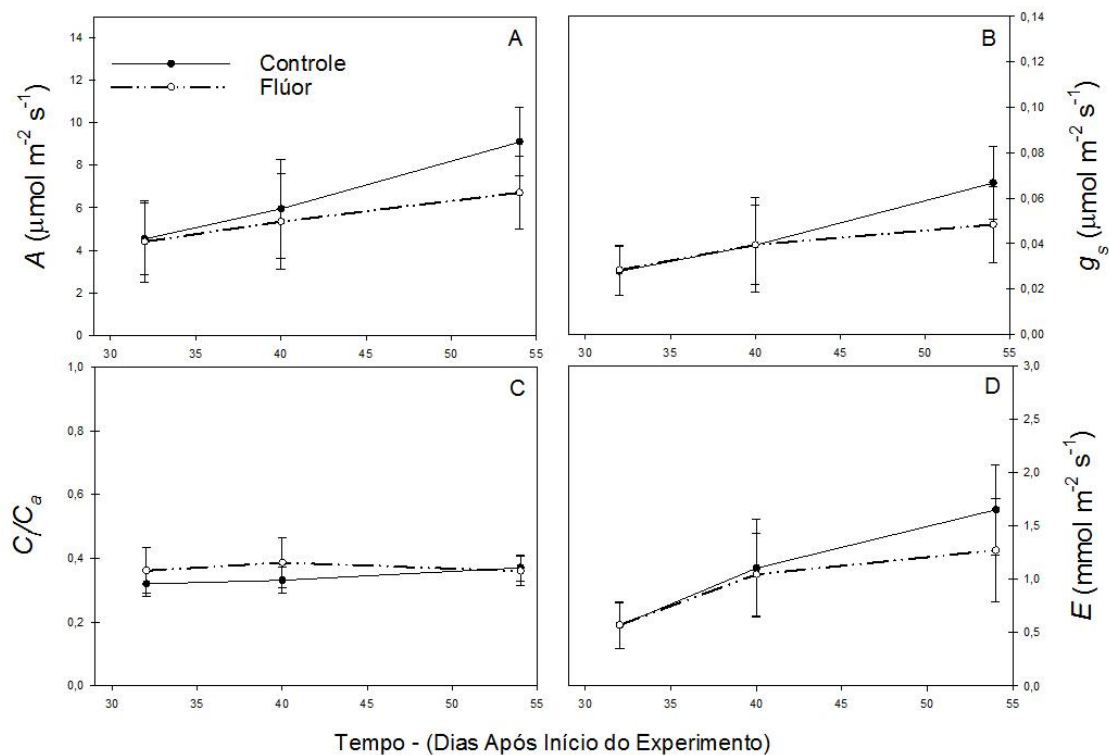 A
Controle
Flúor
A (μmol m⁻² s⁻¹)
14
12
10
8
6
4
2
0
30 35 40 45 50 55
B
0,14
0,12
0,10
0,08
0,06
0,04
0,02
0,00
gₛ (μmol m⁻² s⁻¹)
30 35 40 45 50 55
C
Cᵢ/Cₐ
1,0
0,8
0,6
0,4
0,2
0,0
30 35 40 45 50 55
D
3,0
2,5
2,0
1,5
1,0
0,5
0,0
E (mmol m⁻² s⁻¹)
30 35 40 45 50 55
Tempo - (Dias Após Início do Experimento)